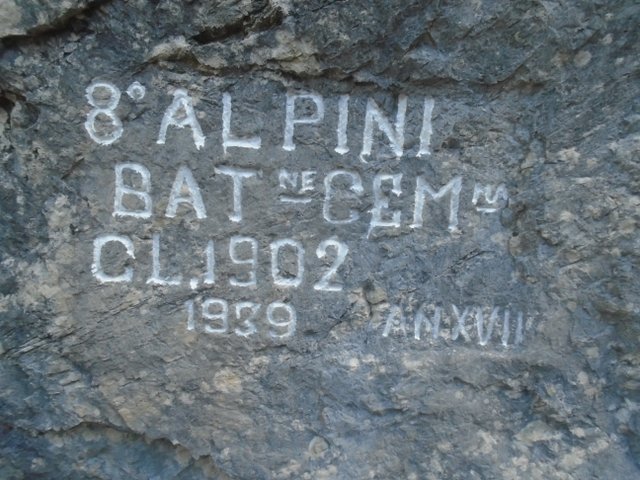 8° ALPINI
BAT NE CEM NA
CL. 1902
1939 AN XVII